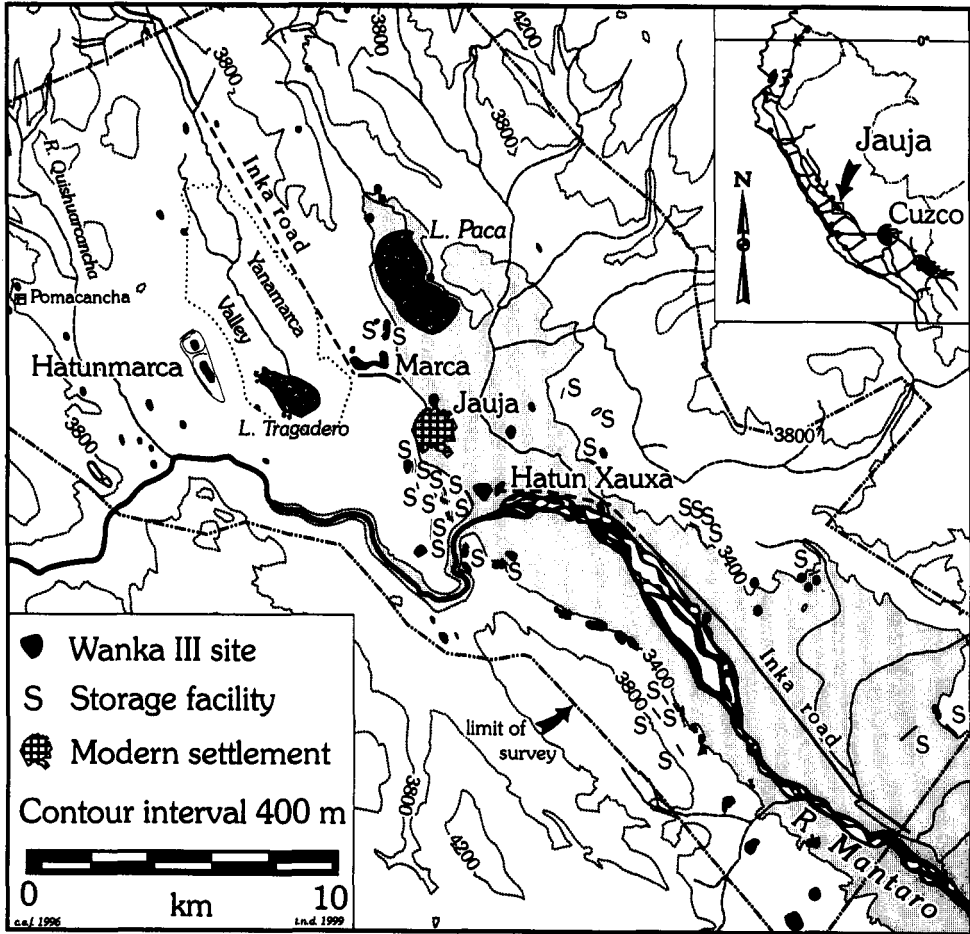 3800
3800
4200
3800
0°
Jauja
Cuzco
N
R. Quishuarcancha
Inka road
L. Paca
Pomacancha
Yanamarca
Valley
S S
Hatunmarca
Marca
Jauja
L. Tragadero
S
S
3800
3800
S
S
Hatun Xauxa
S
S
S
S
S
S
S
S
S
S
SSSS
S
3400
S
S
S
3400
3800
S
S
S
S
S
Inka road
S
S
limit of
survey
3800
4200
R. Mantaro
Wanka III site
S Storage facility
Modern settlement
Contour interval 400 m
0 10
km
c.e.j. 1996
t.n.d. 1999